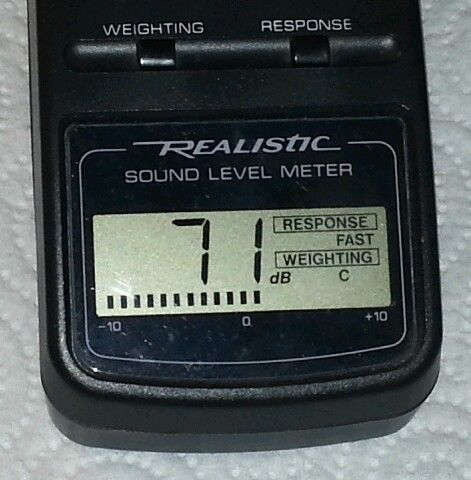 WEIGHTING RESPONSE
REALISTIC
SOUND LEVEL METER
71 dB
RESPONSE
FAST
WEIGHTING
C
-10 0 +10